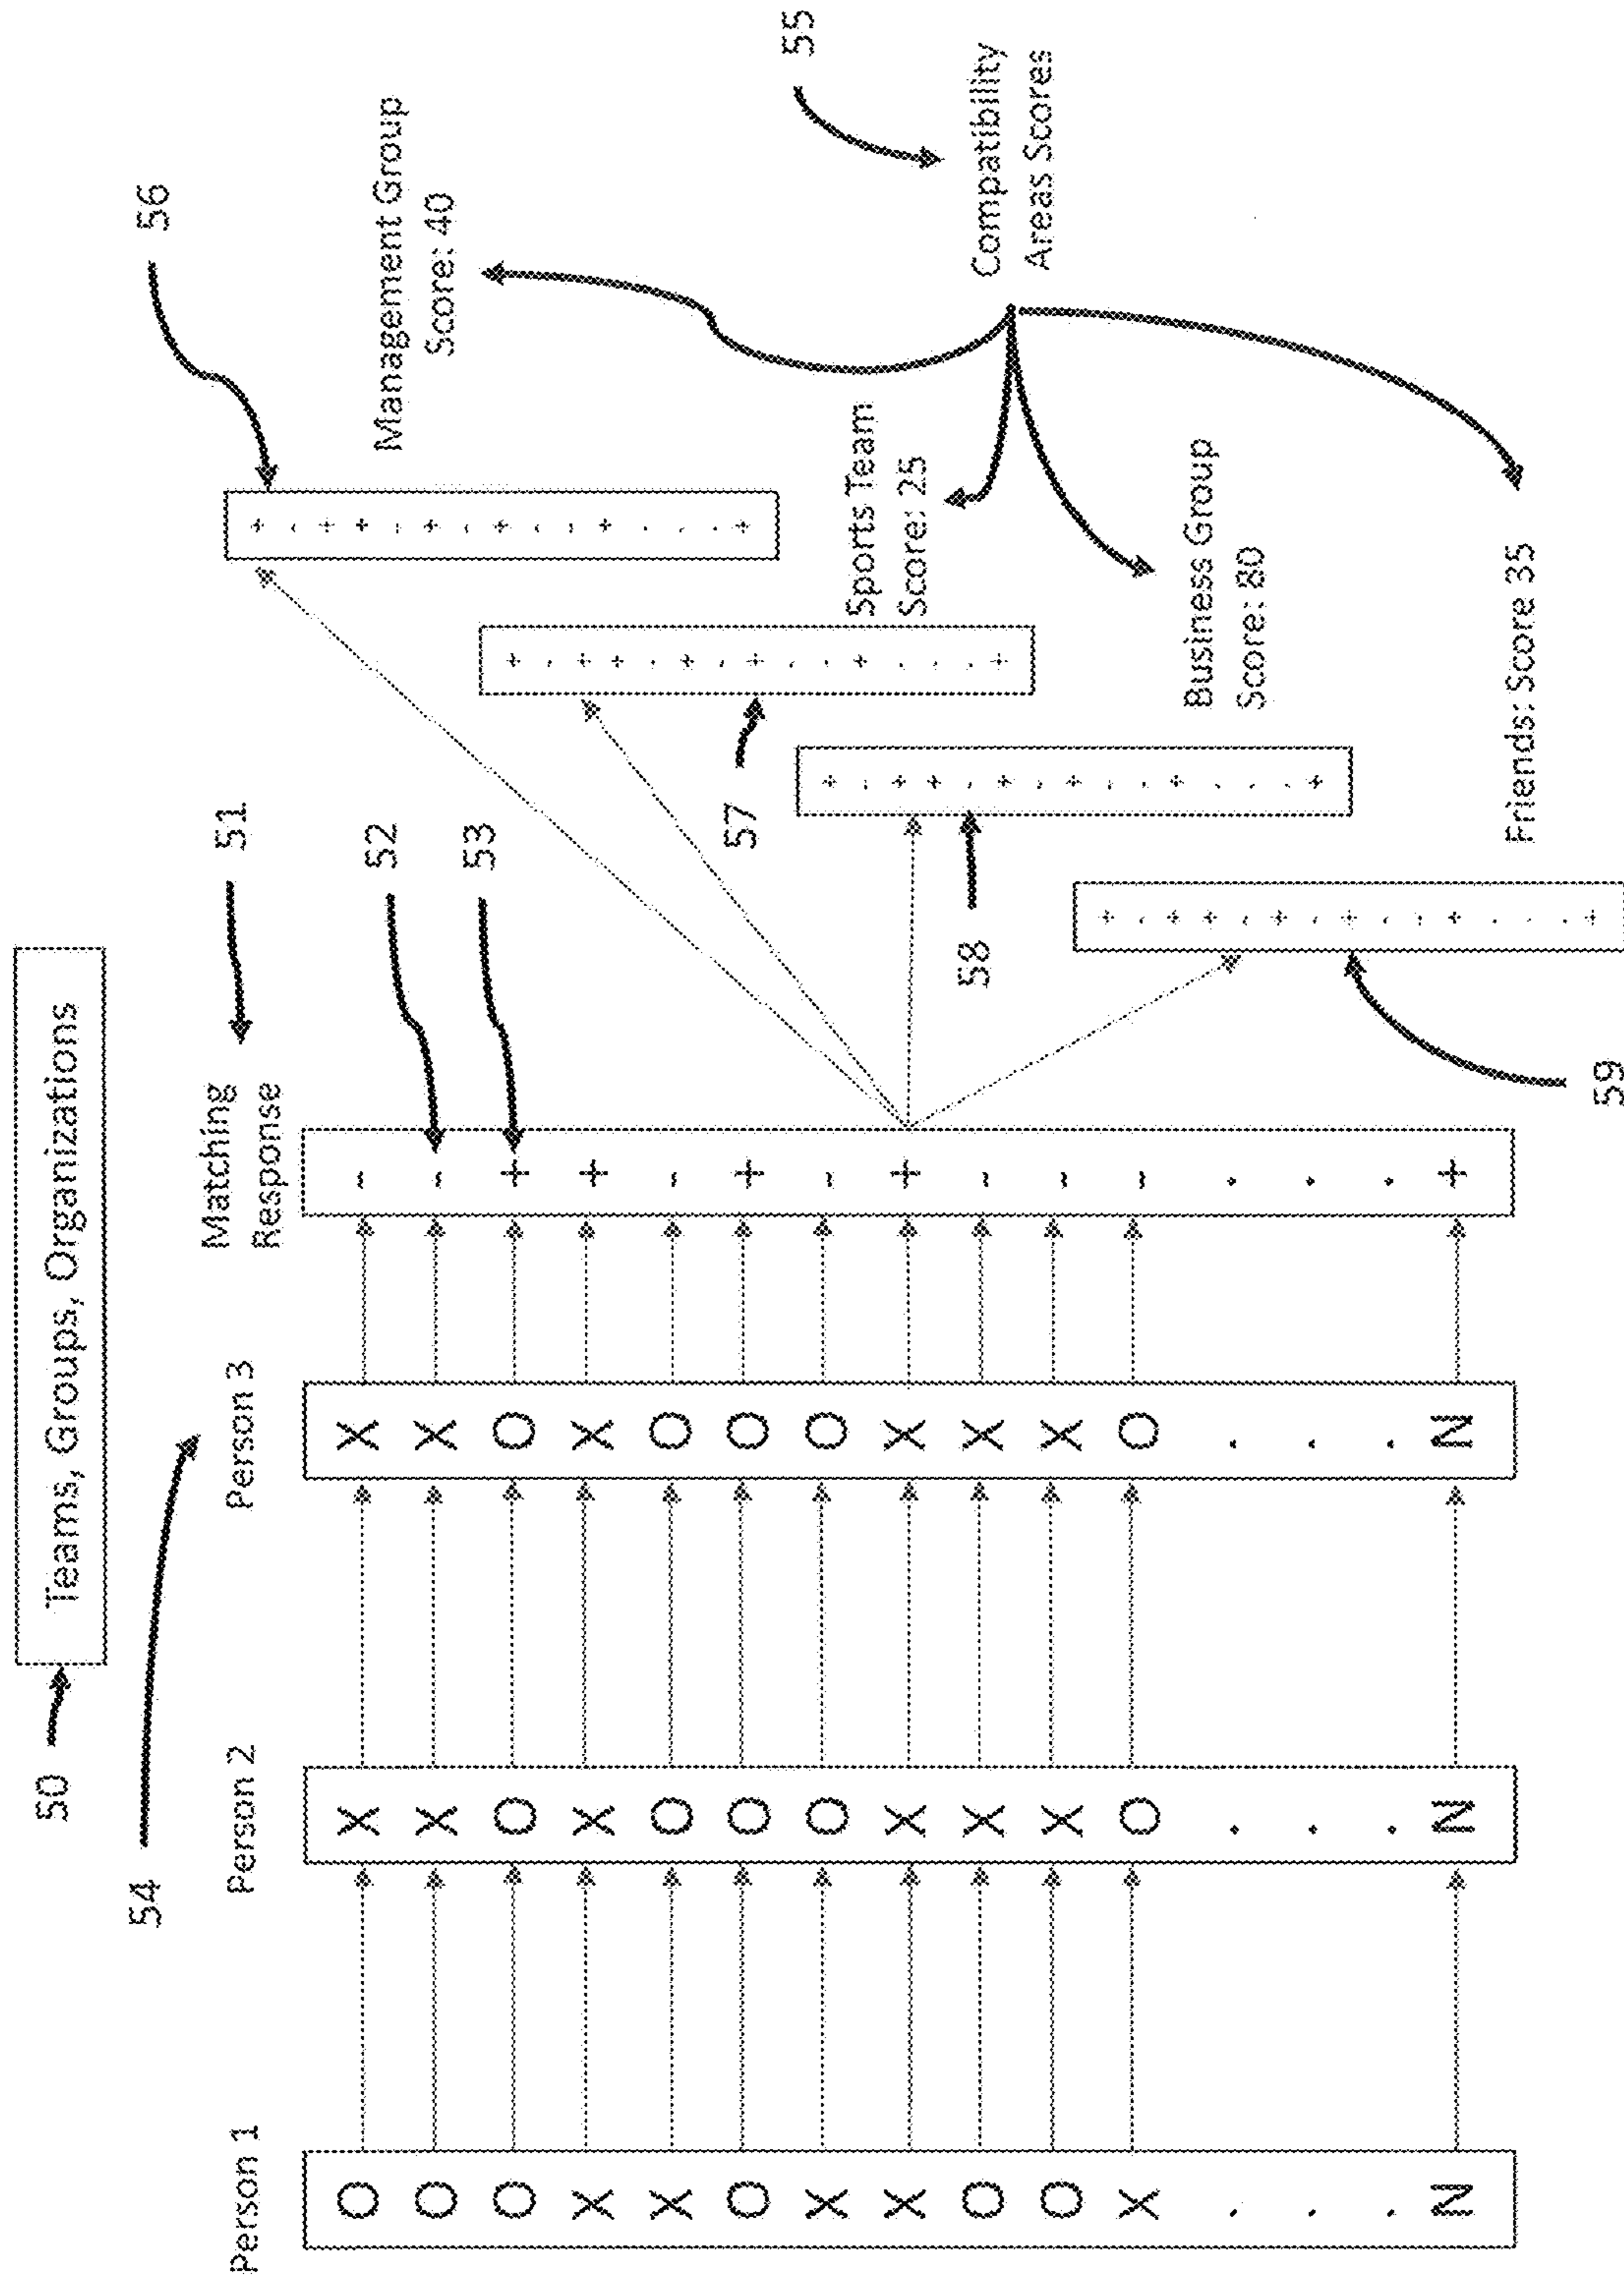 50
Teams, Groups, Organizations
54
56
51
Person 1
Person 2
Person 3
Matching
Response
52
53
O X X -
O X X -
O O O +
X X X +
X O O -
O O O +
X O O -
X X X +
O X X -
O X X -
X O O -
. . . .
. . . .
. . . .
N N N +
Management Group
Score: 40
57
Sports Team
Score: 25
55
58
Compatibility
Areas Scores
Business Group
Score: 80
59
Friends: Score 35